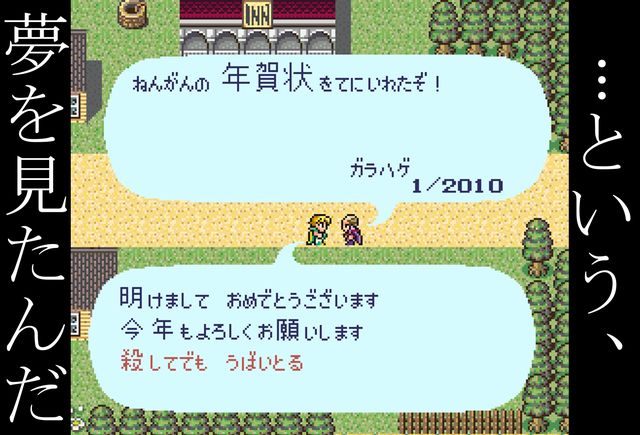 …という、
INN
ねんがんの 年賀状をてにいれたぞ！
ガラハゲ
1/2010
明けまして おめでとうございます
今年もよろしくお願いします
殺してでも うばいとる
夢を見たんだ